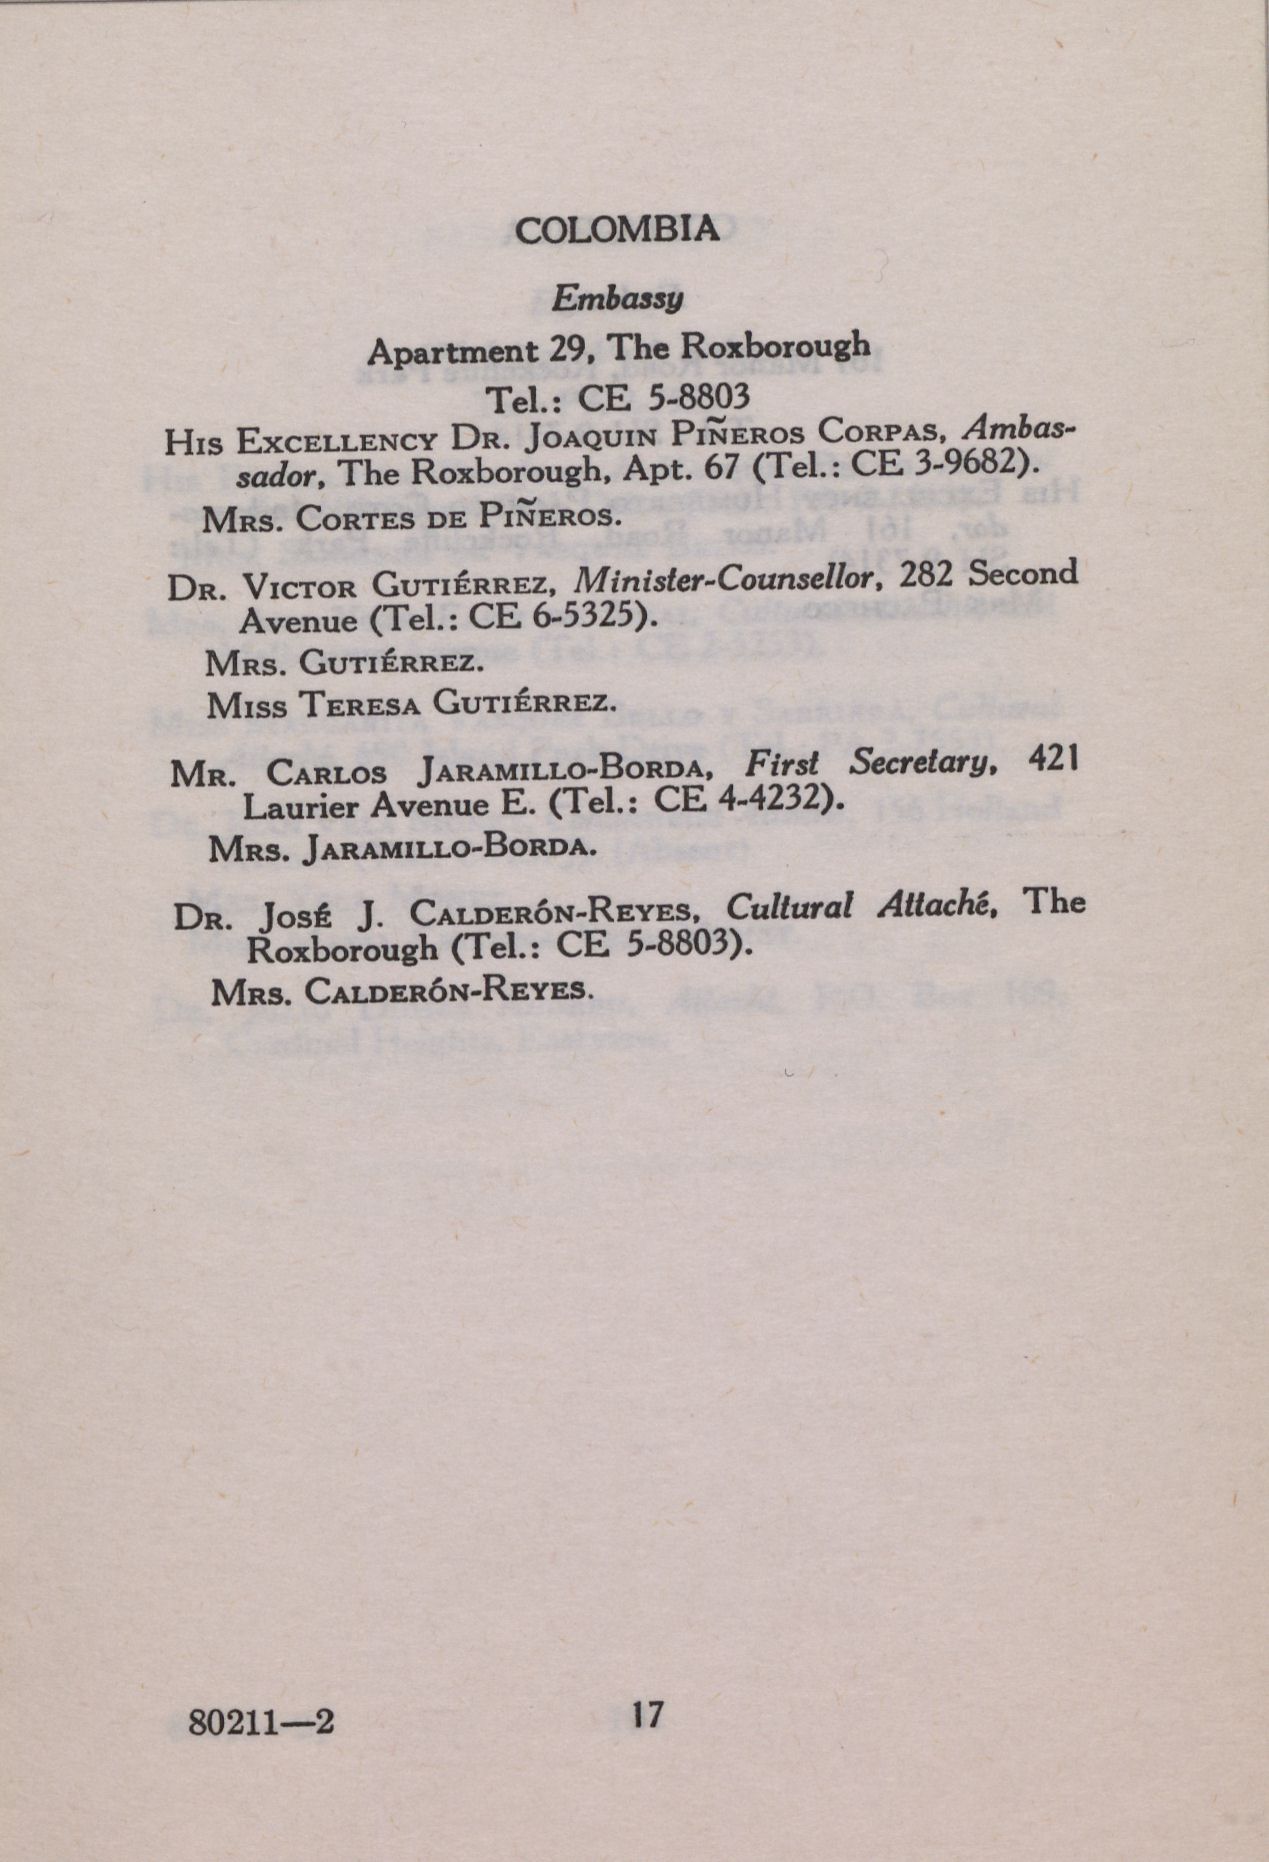 COLOMBIA
Embassy
Apartment 29, The Roxborough
Tel.: CE 5-8803
His Excellency Dr. Joaquin Piñeros Corpas, Ambas-
sador, The Roxborough, Apt. 67 (Tel.: CE 3-9682).
Mrs. Cortes de Piñeros.
Dr. Victor Gutiérrez, Minister-Counsellor, 282 Second
Avenue (Tel.: CE 6-5325).
Mrs. Gutiérrez.
Miss Teresa Gutiérrez.
Mr. Carlos Jaramillo-Borda, First Secretary, 421
Laurier Avenue E. (Tel.: CE 4-4232).
Mrs. Jaramillo-Borda.
Dr. José J. Calderón-Reyes, Cultural Attaché, The
Roxborough (Tel.: CE 5-8803).
Mrs. Calderón-Reyes.
80211—2
17